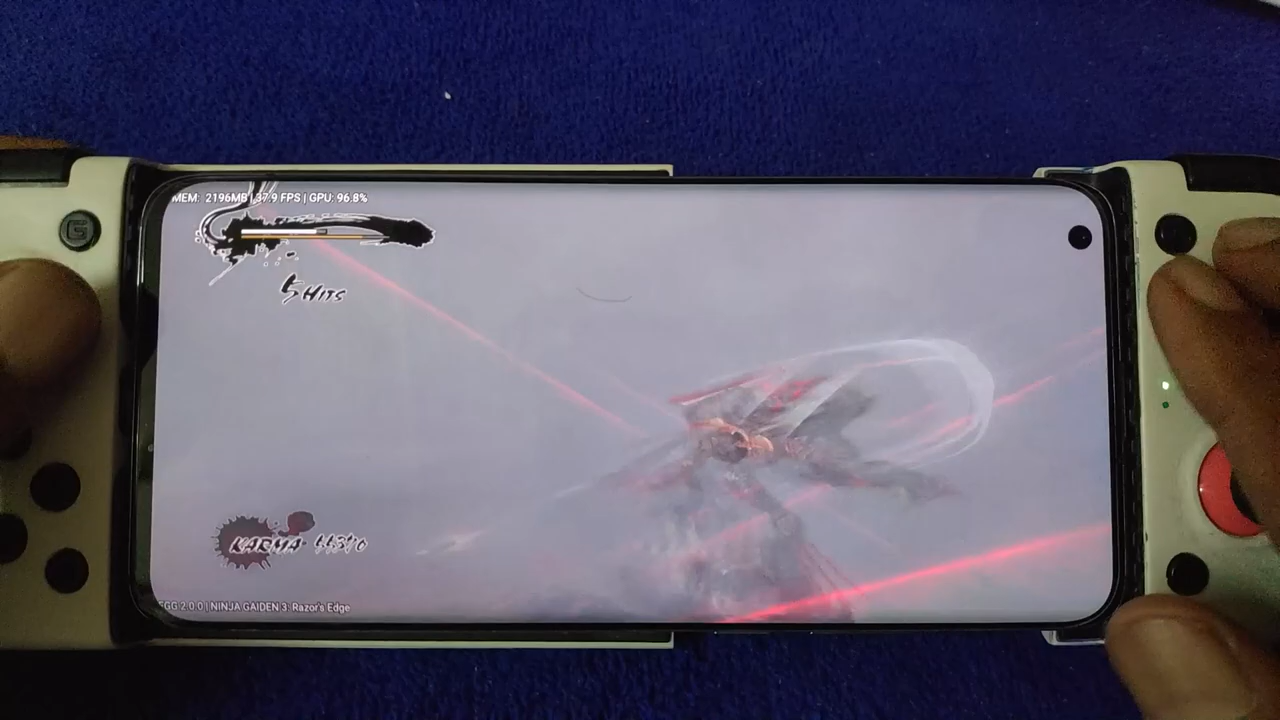 MEM: 2196MB | 37.9 FPS | GPU: 96.8%
5 HITS
KARMA
EGG 2.0.0 | NINJA GAIDEN 3: Razor's Edge
G